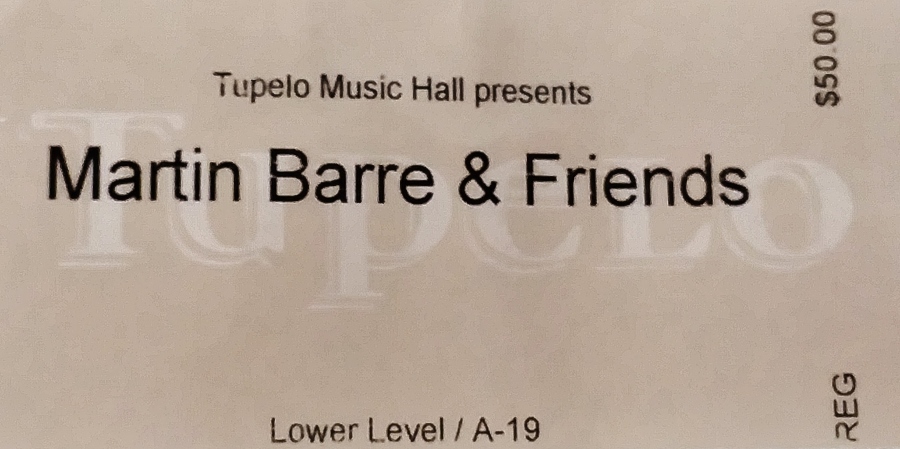 Tupelo Music Hall presents
Martin Barre & Friends
Tupelo
Lower Level / A-19
$50.00
REG